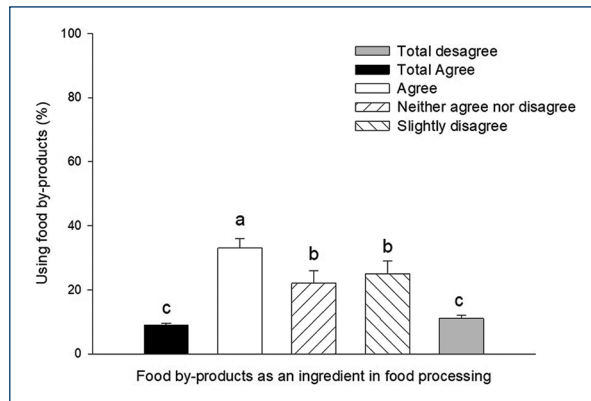 100
80
60
40
20
0
Using food by-products (%)
Total desagree
Total Agree
Agree
Neither agree nor disagree
Slightly disagree
c
a
b
b
c
Food by-products as an ingredient in food processing